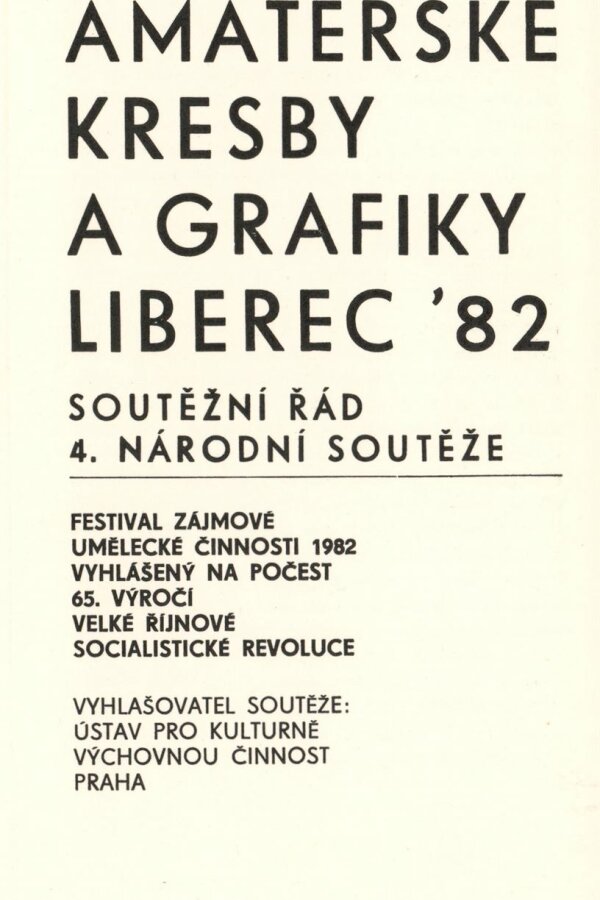 AMATÉRSKÉ
KRESBY
A GRAFIKY
LIBEREC '82
SOUTĚŽNÍ ŘÁD
4. NÁRODNÍ SOUTĚŽE
FESTIVAL ZÁJMOVÉ
UMĚLECKÉ ČINNOSTI 1982
VYHLÁŠENÝ NA POČEST
65. VÝROČÍ
VELKÉ ŘÍJNOVÉ
SOCIALISTICKÉ REVOLUCE
VYHLAŠOVATEL SOUTĚŽE:
ÚSTAV PRO KULTURNĚ
VÝCHOVNOU ČINNOST
PRAHA